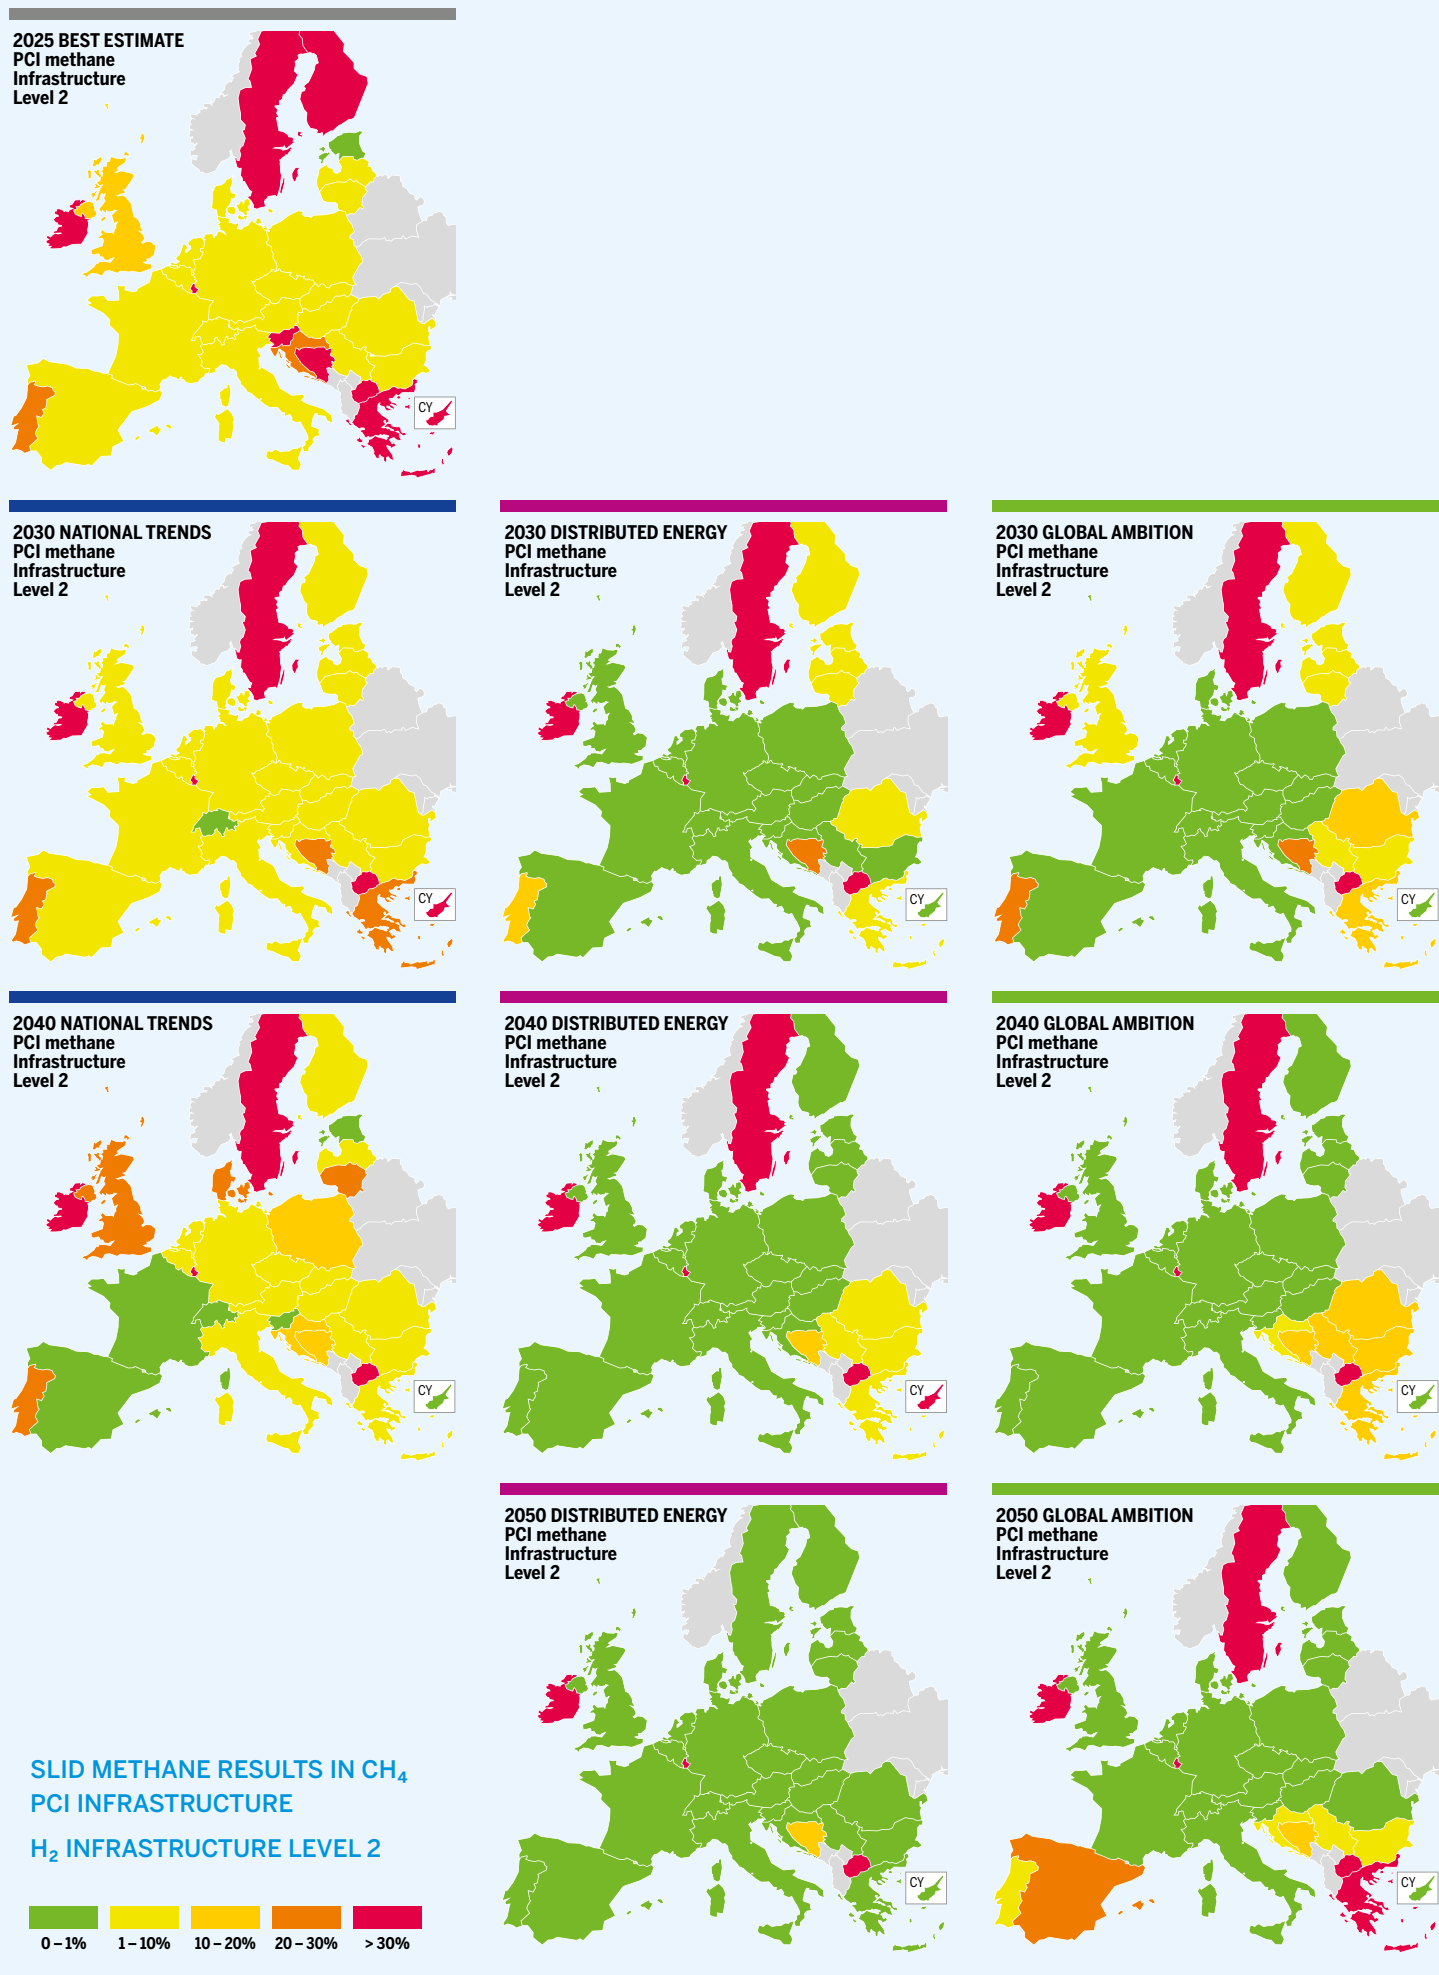 2025 BEST ESTIMATE
PCI methane
Infrastructure
Level 2
CY
2030 NATIONAL TRENDS
PCI methane
Infrastructure
Level 2
CY
2030 DISTRIBUTED ENERGY
PCI methane
Infrastructure
Level 2
CY
2030 GLOBAL AMBITION
PCI methane
Infrastructure
Level 2
CY
2040 NATIONAL TRENDS
PCI methane
Infrastructure
Level 2
CY
2040 DISTRIBUTED ENERGY
PCI methane
Infrastructure
Level 2
CY
2040 GLOBAL AMBITION
PCI methane
Infrastructure
Level 2
CY
2050 DISTRIBUTED ENERGY
PCI methane
Infrastructure
Level 2
CY
2050 GLOBAL AMBITION
PCI methane
Infrastructure
Level 2
CY
SLID METHANE RESULTS IN CH₄
PCI INFRASTRUCTURE
H₂ INFRASTRUCTURE LEVEL 2
0–1% 1–10% 10–20% 20–30% >30%